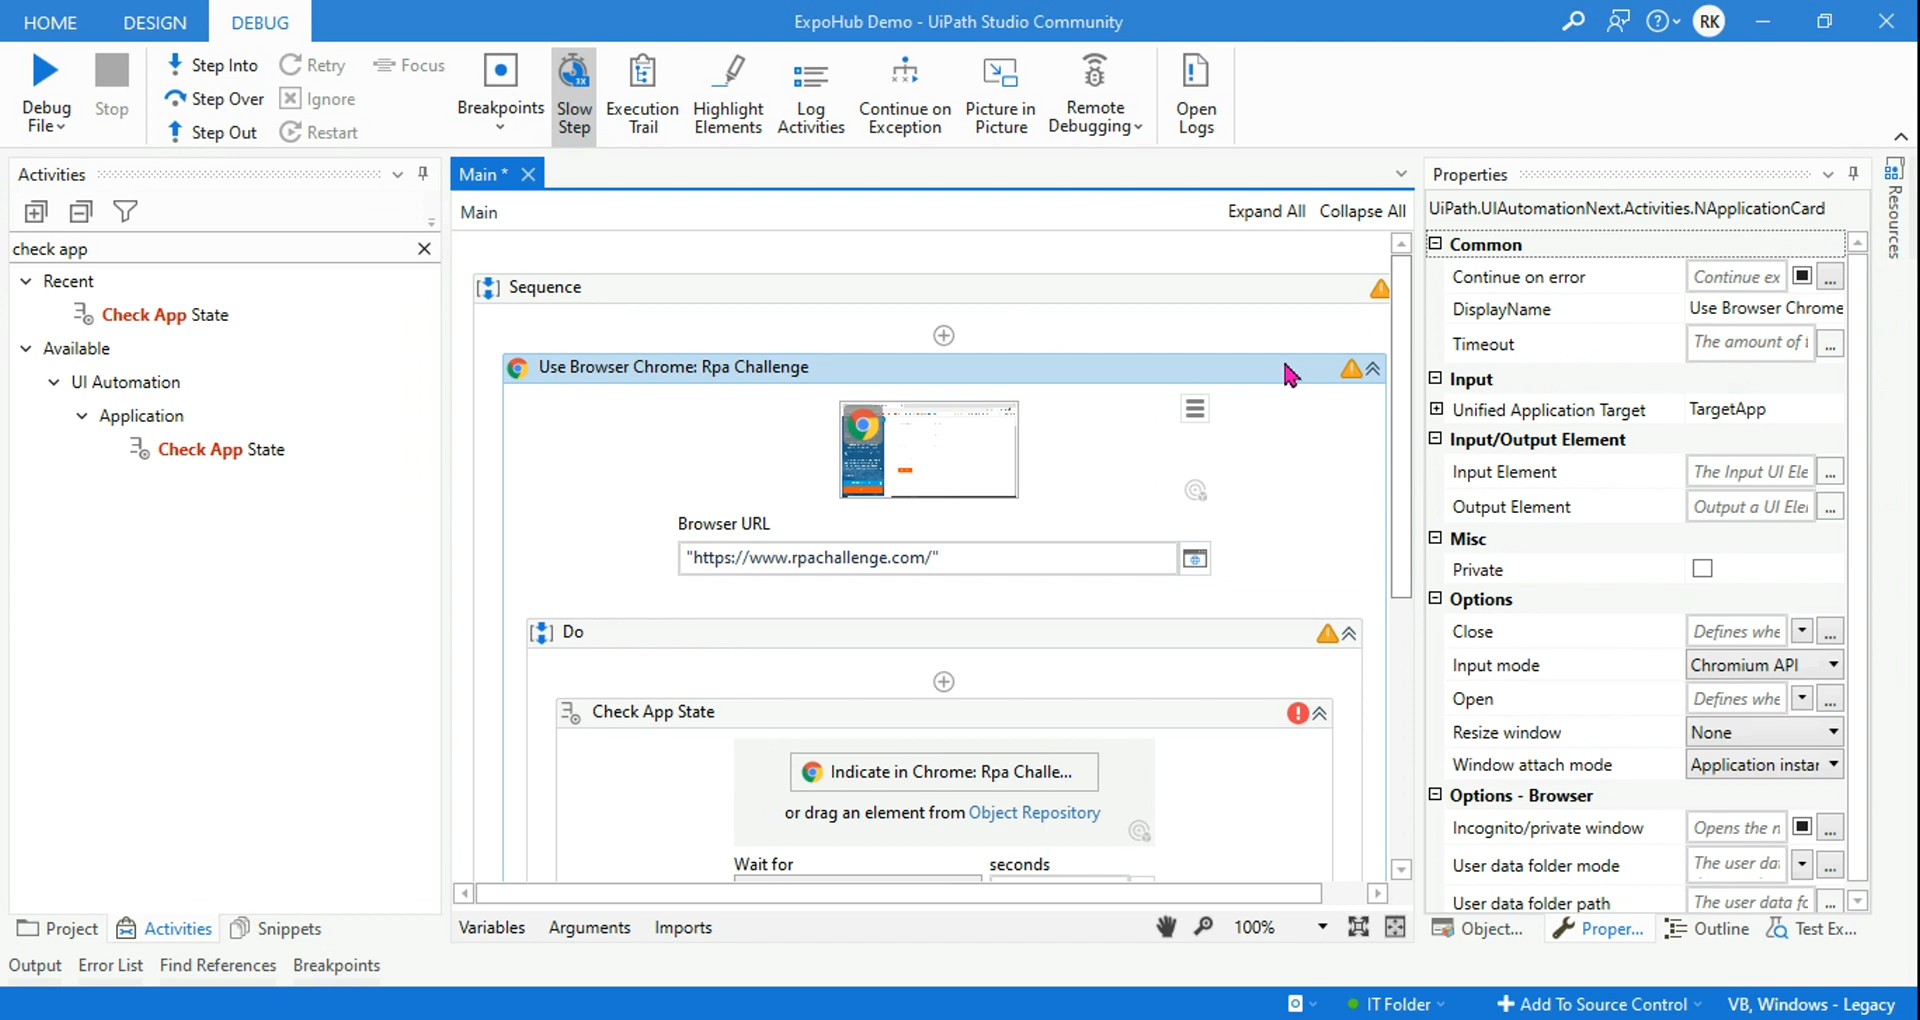 HOME DESIGN DEBUG ExpoHub Demo - UiPath Studio Community RK
Debug File
Stop
Step Into
Step Over
Step Out
Retry
Ignore
Restart
Focus
Breakpoints
Slow Step
3X
Execution Trail
Highlight Elements
Log Activities
Continue on Exception
Picture in Picture
Remote Debugging
Open Logs
Activities
check app
Recent
Check App State
Available
UI Automation
Application
Check App State
Project Activities Snippets
Main *
Main Expand All Collapse All
Sequence
Use Browser Chrome: Rpa Challenge
Browser URL
"https://www.rpachallenge.com/"
Do
Check App State
Indicate in Chrome: Rpa Challe...
or drag an element from Object Repository
Wait for seconds
Variables Arguments Imports 100%
Properties
UiPath.UIAutomationNext.Activities.NApplicationCard
Common
Continue on error Continue ex ...
DisplayName Use Browser Chrome
Timeout The amount of t ...
Input
Unified Application Target TargetApp
Input/Output Element
Input Element The Input UI Ele ...
Output Element Output a UI Elei ...
Misc
Private
Options
Close Defines whe ...
Input mode Chromium API
Open Defines whe ...
Resize window None
Window attach mode Application instar
Options - Browser
Incognito/private window Opens the n ...
User data folder mode The user dat ...
User data folder path The user data fc ...
Object... Proper... Outline Test Ex...
Resources
Output Error List Find References Breakpoints
IT Folder Add To Source Control VB, Windows - Legacy